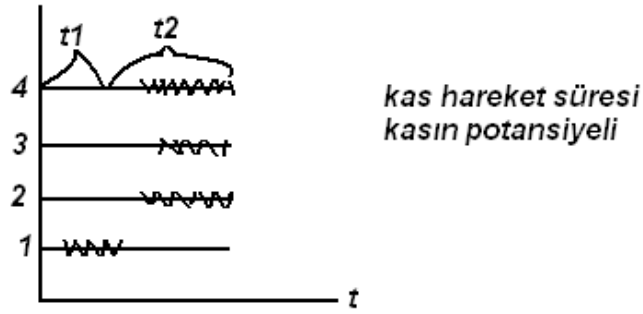 t1
t2
4
3
2
1
t
kas hareket süresi
kasın potansiyeli